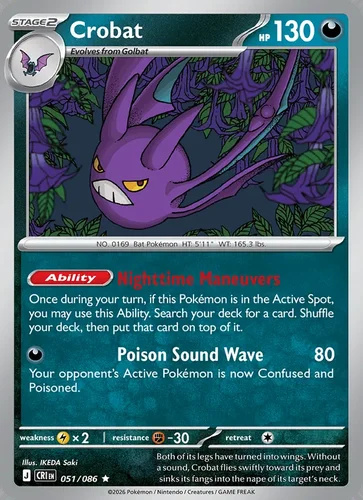 STAGE2
Crobat
HP 130
Evolves from Golbat
NO. 0169 Bat Pokémon HT: 5'11" WT: 165.3 lbs.
Ability Nighttime Maneuvers
Once during your turn, if this Pokémon is in the Active Spot,
you may use this Ability. Search your deck for a card. Shuffle
your deck, then put that card on top of it.
Poison Sound Wave 80
Your opponent's Active Pokémon is now Confused and
Poisoned.
weakness ×2 resistance -30 retreat
Illus. IKEDA Saki
J CRI EN 051/086
Both of its legs have turned into wings. Without
a sound, Crobat flies swiftly toward its prey and
sinks its fangs into the nape of its target's neck.
©2026 Pokémon / Nintendo / Creatures / GAME FREAK